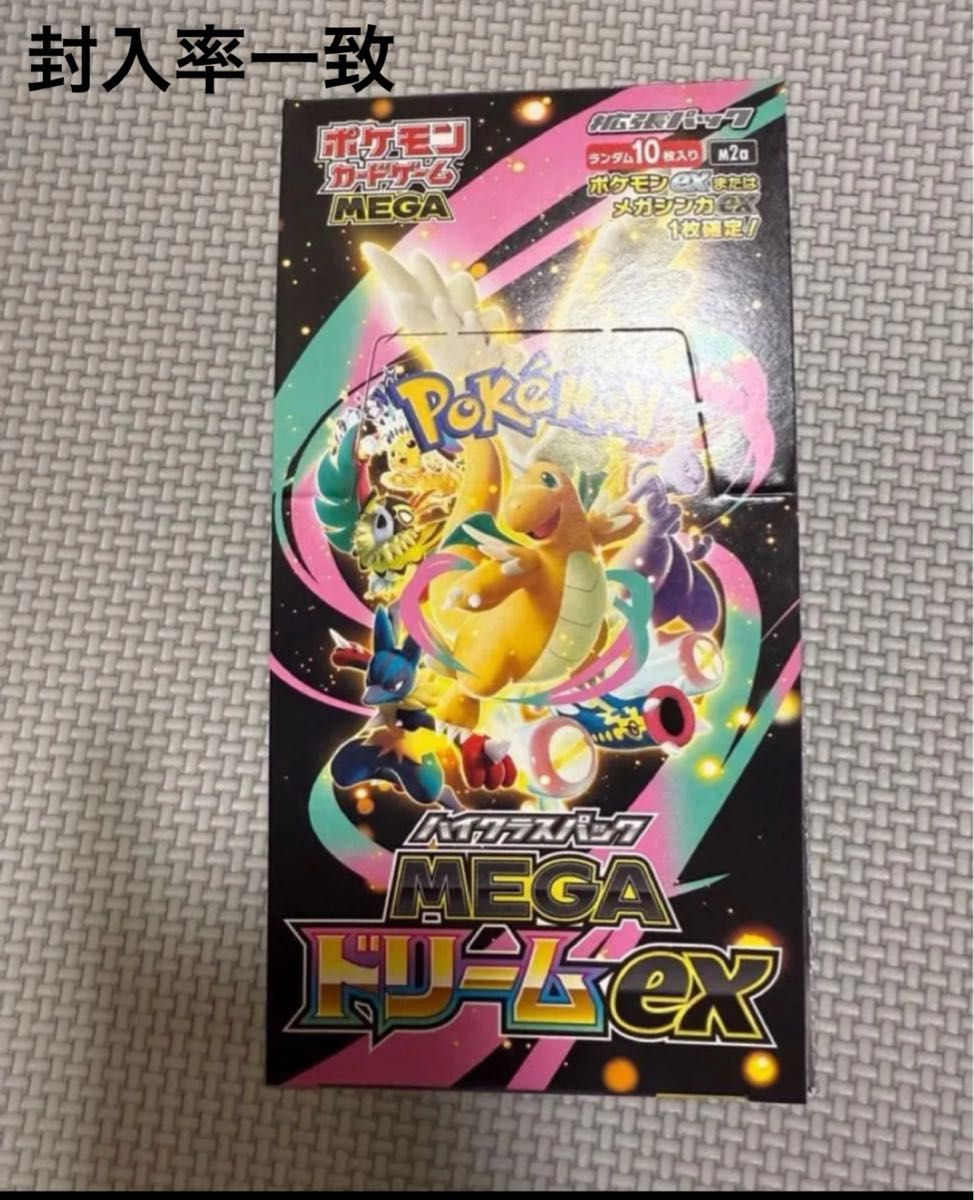 封入率一致
ポケモン
カードゲーム
MEGA
拡張パック
ランダム10枚入り M2a
ポケモンexまたは
メガシンカex
1枚確定!
POKéMON
ハイクラスパック
MEGA
ドリームex